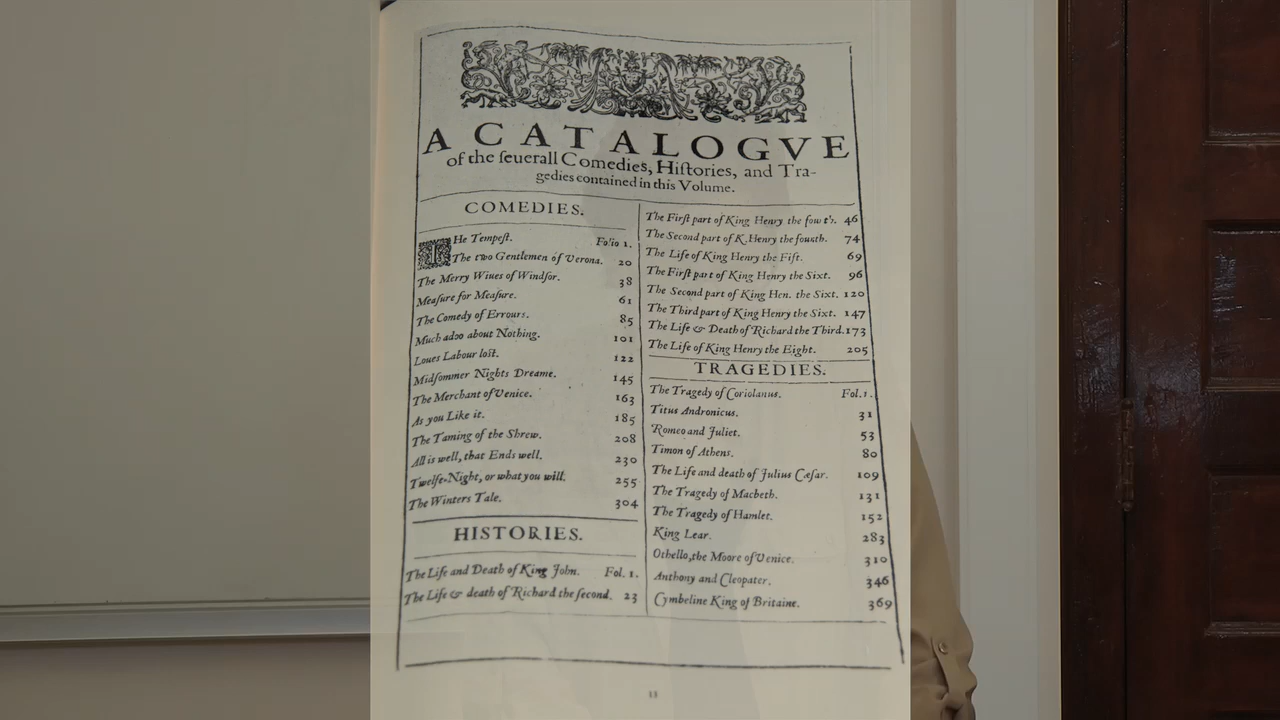 A CATALOGVE
of the ſeuerall Comedies, Hiſtories, and Tra-
gedies contained in this Volume.
COMEDIES.
THe Tempeſt. Folio 1.
The two Gentlemen of Verona. 20
The Merry Wiues of Windſor. 38
Meaſure for Meaſure. 61
The Comedy of Errours. 85
Much adoo about Nothing. 101
Loues Labour loſt. 122
Midſommer Nights Dreame. 145
The Merchant of Venice. 163
As you Like it. 185
The Taming of the Shrew. 208
All is well, that Ends well. 230
Twelfe-Night, or what you will. 255
The Winters Tale. 304
HISTORIES.
The Life and Death of King John. Fol. 1.
The Life & death of Richard the ſecond. 23
The Firſt part of King Henry the fourth. 46
The Second part of K. Henry the fourth. 74
The Life of King Henry the Fift. 69
The Firſt part of King Henry the Sixt. 96
The Second part of King Hen. the Sixt. 120
The Third part of King Henry the Sixt. 147
The Life & Death of Richard the Third. 173
The Life of King Henry the Eight. 205
TRAGEDIES.
The Tragedy of Coriolanus. Fol. 1.
Titus Andronicus. 31
Romeo and Juliet. 53
Timon of Athens. 80
The Life and death of Julius Cæſar. 109
The Tragedy of Macbeth. 131
The Tragedy of Hamlet. 152
King Lear. 283
Othello, the Moore of Venice. 310
Anthony and Cleopater. 346
Cymbeline King of Britaine. 369